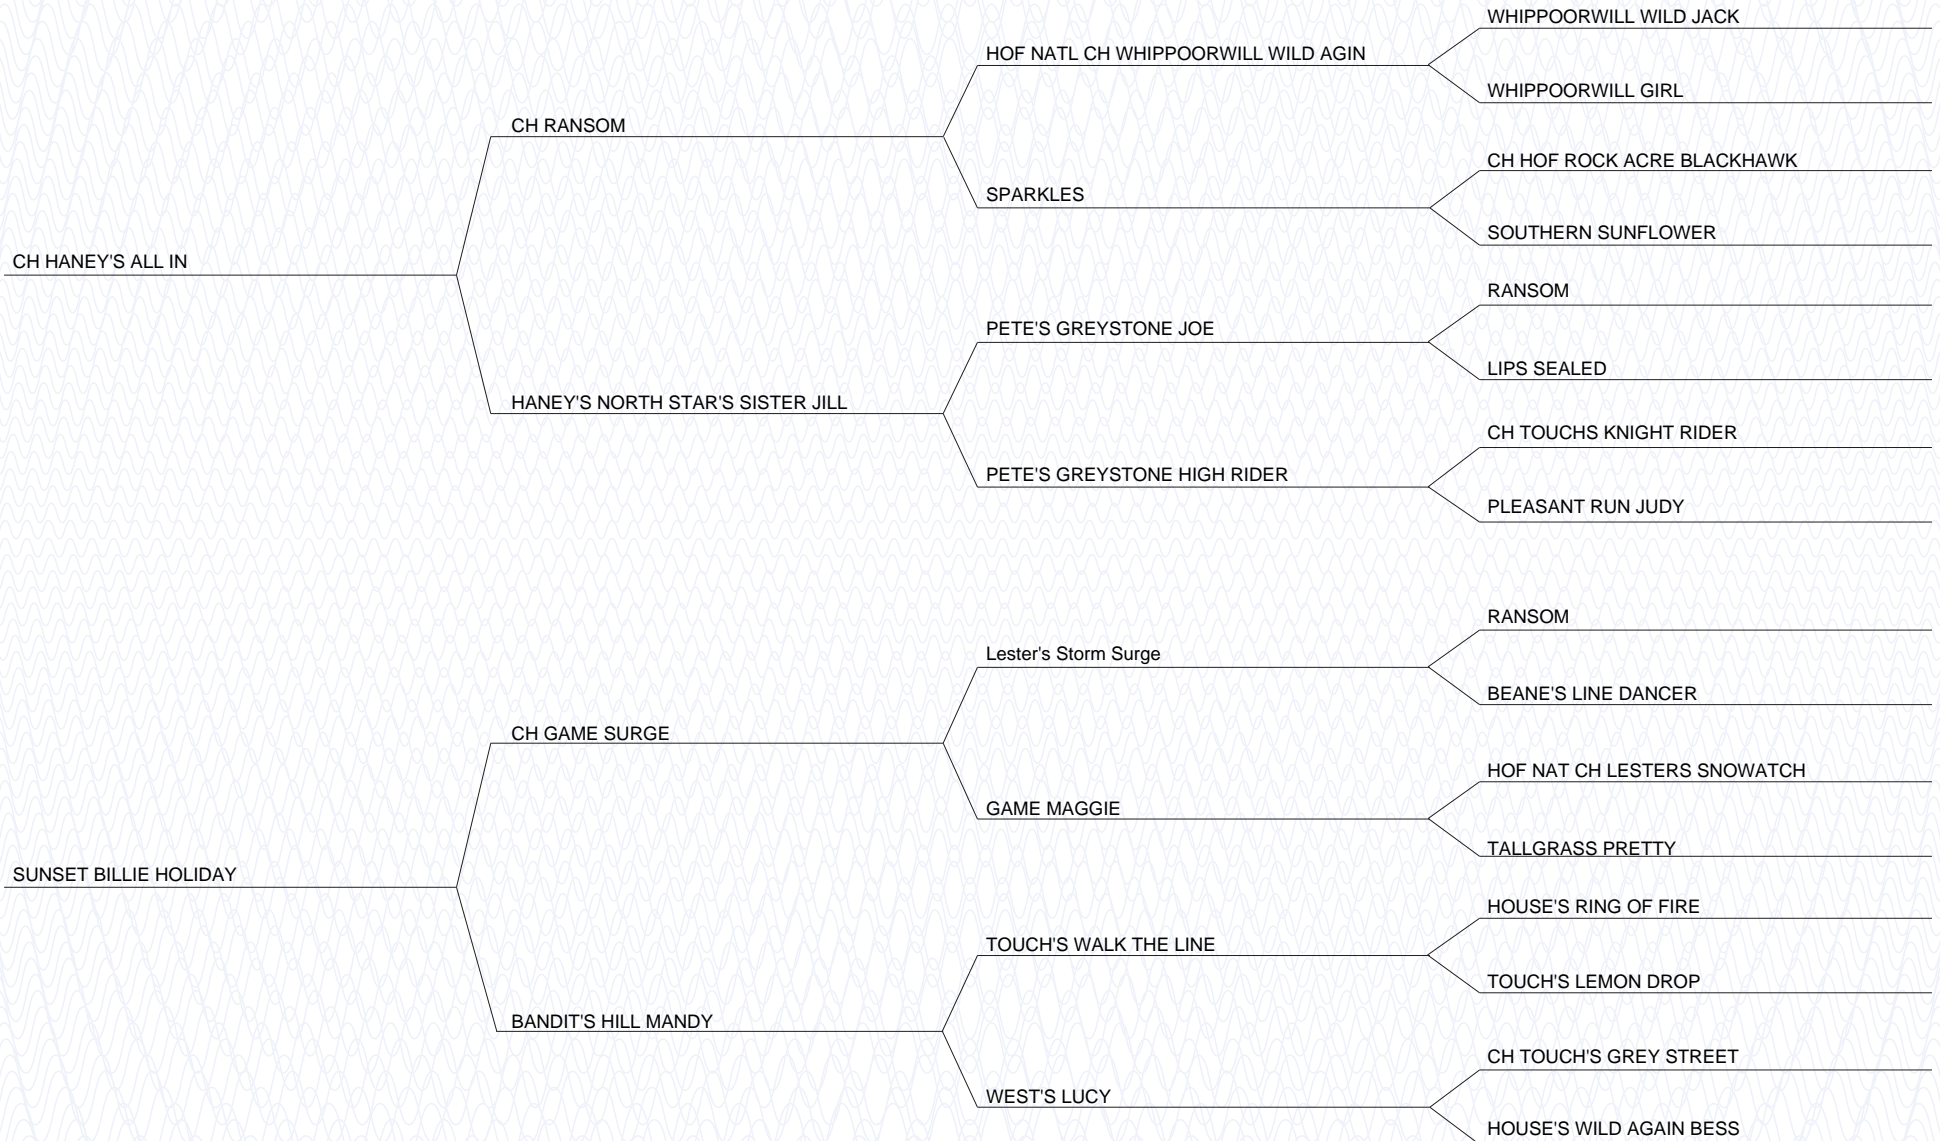 WHIPPOORWILL WILD JACK
HOF NATL CH WHIPPOORWILL WILD AGIN
WHIPPOORWILL GIRL
CH RANSOM
CH HOF ROCK ACRE BLACKHAWK
SPARKLES
SOUTHERN SUNFLOWER
CH HANEY'S ALL IN
RANSOM
PETE'S GREYSTONE JOE
LIPS SEALED
HANEY'S NORTH STAR'S SISTER JILL
CH TOUCHS KNIGHT RIDER
PETE'S GREYSTONE HIGH RIDER
PLEASANT RUN JUDY
RANSOM
Lester's Storm Surge
BEANE'S LINE DANCER
CH GAME SURGE
HOF NAT CH LESTERS SNOWATCH
GAME MAGGIE
TALLGRASS PRETTY
SUNSET BILLIE HOLIDAY
HOUSE'S RING OF FIRE
TOUCH'S WALK THE LINE
TOUCH'S LEMON DROP
BANDIT'S HILL MANDY
CH TOUCH'S GREY STREET
WEST'S LUCY
HOUSE'S WILD AGAIN BESS